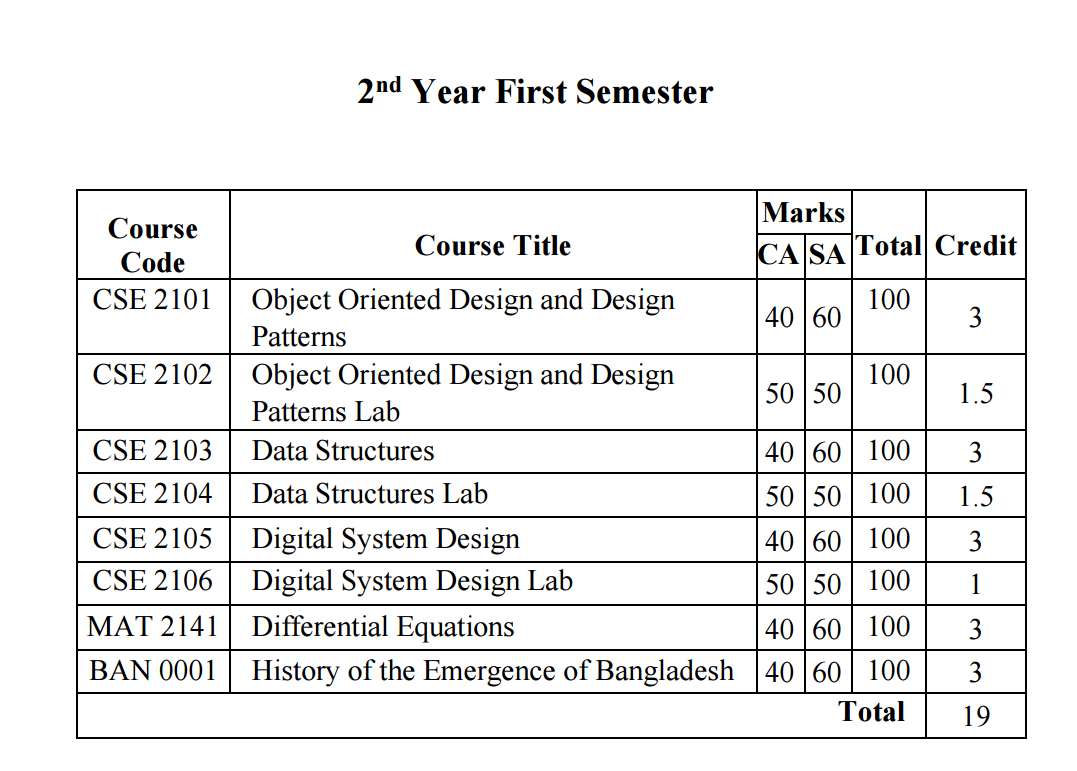 2nd Year First Semester
Course Code Course Title Marks Total Credit
CA SA
CSE 2101 Object Oriented Design and Design Patterns 40 60 100 3
CSE 2102 Object Oriented Design and Design Patterns Lab 50 50 100 1.5
CSE 2103 Data Structures 40 60 100 3
CSE 2104 Data Structures Lab 50 50 100 1.5
CSE 2105 Digital System Design 40 60 100 3
CSE 2106 Digital System Design Lab 50 50 100 1
MAT 2141 Differential Equations 40 60 100 3
BAN 0001 History of the Emergence of Bangladesh 40 60 100 3
Total 19